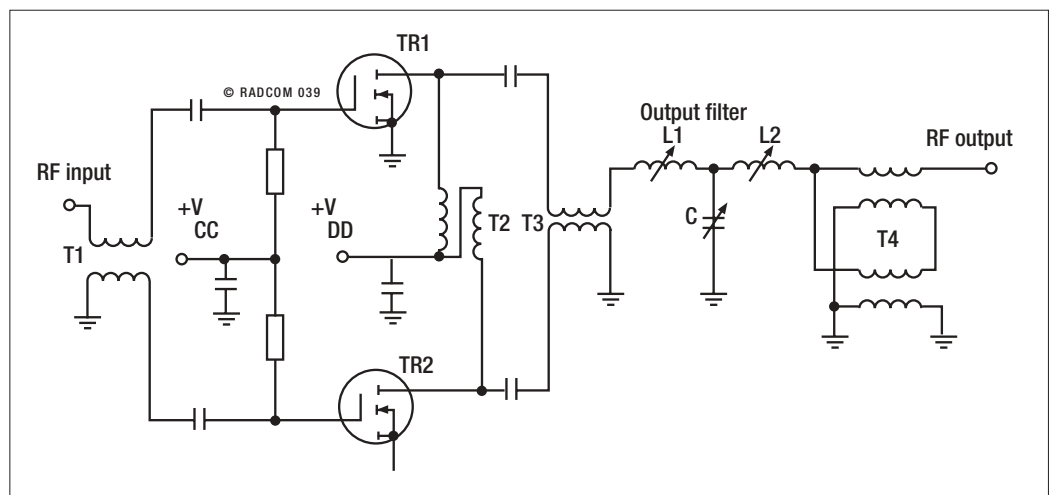 TR1
© RADCOM 039
Output filter
L1
L2
RF output
RF input
+V
CC
+V
DD
T1
T2
T3
C
T4
TR2